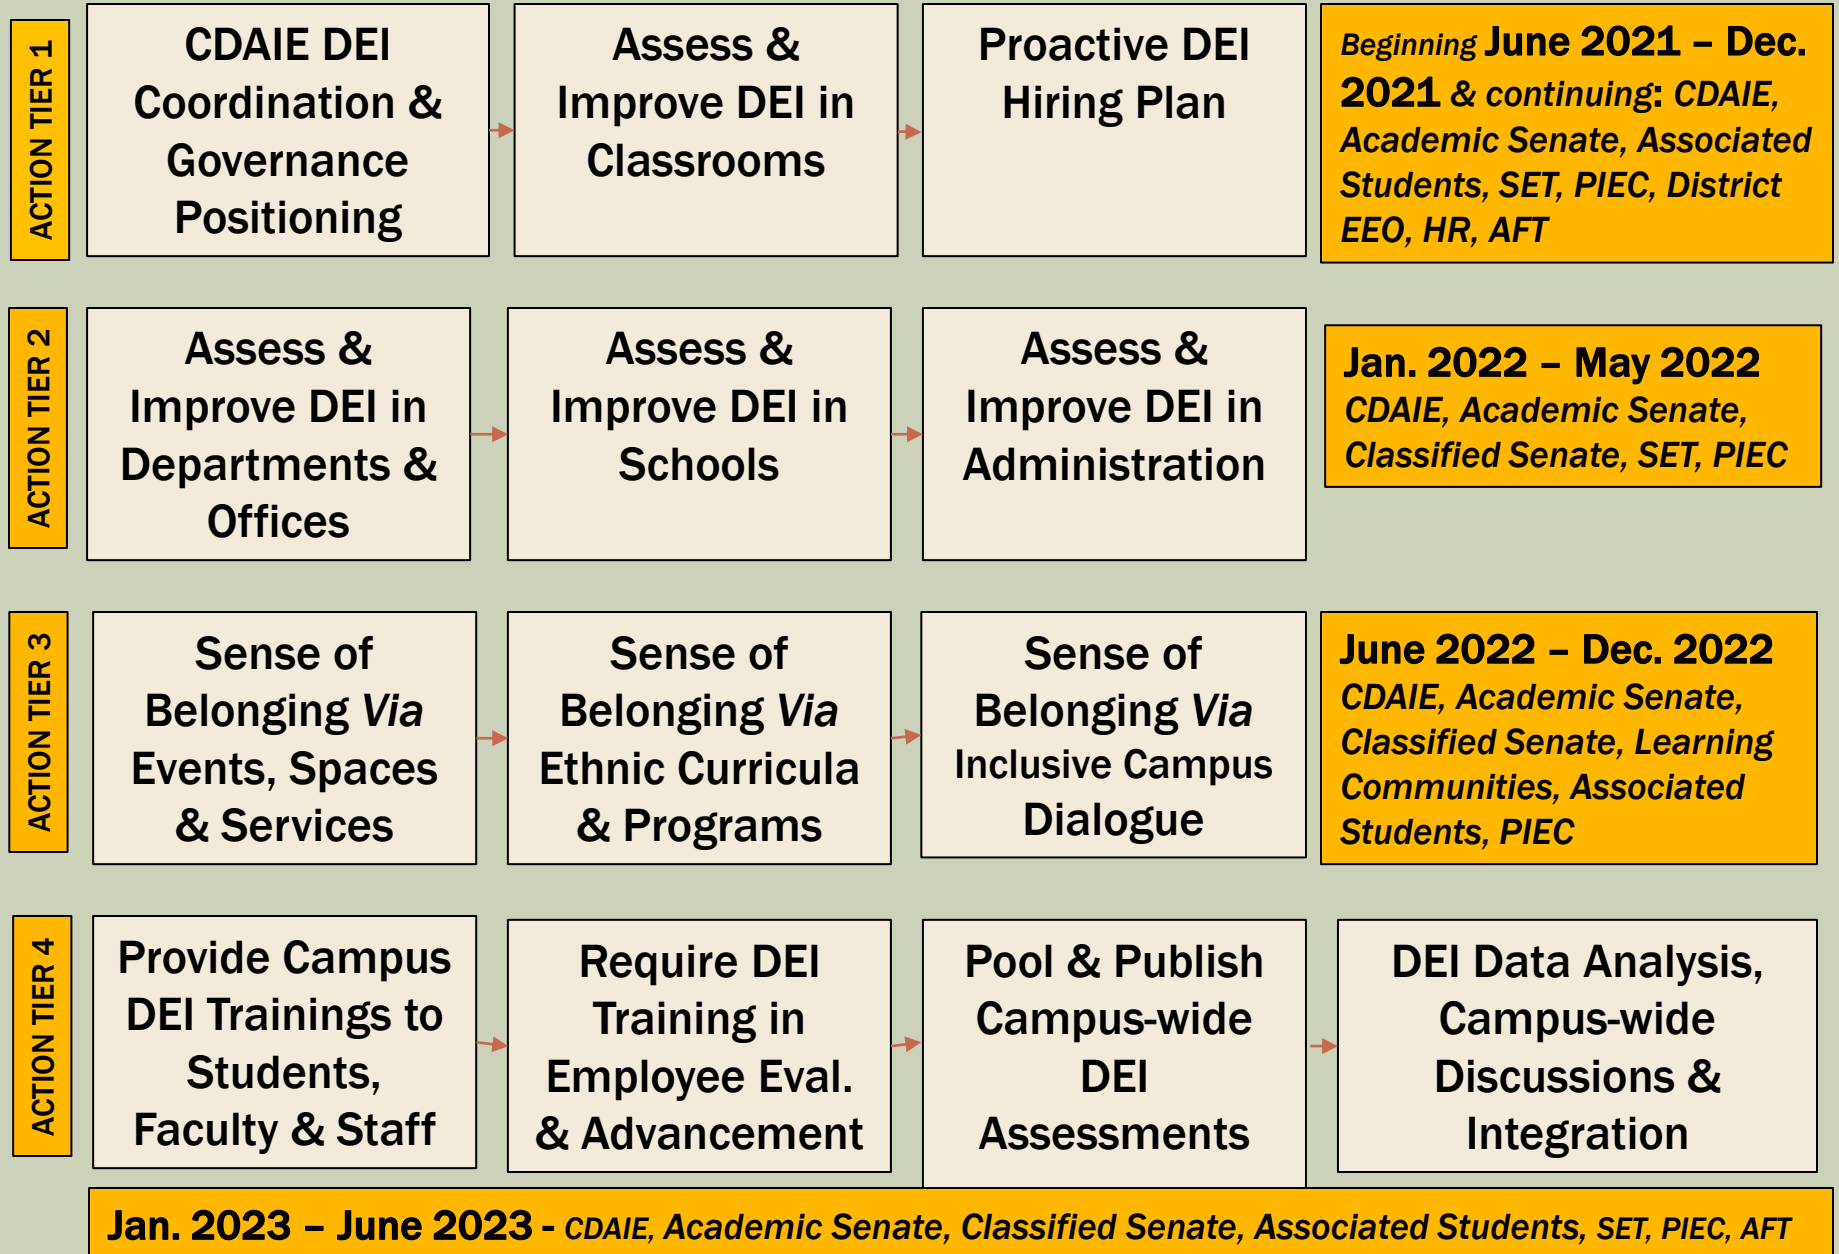 ACTION TIER 1
CDAIE DEI
Coordination &
Governance
Positioning
Assess &
Improve DEI in
Classrooms
Proactive DEI
Hiring Plan
Beginning June 2021 – Dec.
2021 & continuing: CDAIE,
Academic Senate, Associated
Students, SET, PIEC, District
EEO, HR, AFT
ACTION TIER 2
Assess &
Improve DEI in
Departments &
Offices
Assess &
Improve DEI in
Schools
Assess &
Improve DEI in
Administration
Jan. 2022 – May 2022
CDAIE, Academic Senate,
Classified Senate, SET, PIEC
ACTION TIER 3
Sense of
Belonging Via
Events, Spaces
& Services
Sense of
Belonging Via
Ethnic Curricula
& Programs
Sense of
Belonging Via
Inclusive Campus
Dialogue
June 2022 – Dec. 2022
CDAIE, Academic Senate,
Classified Senate, Learning
Communities, Associated
Students, PIEC
ACTION TIER 4
Provide Campus
DEI Trainings to
Students,
Faculty & Staff
Require DEI
Training in
Employee Eval.
& Advancement
Pool & Publish
Campus-wide
DEI
Assessments
DEI Data Analysis,
Campus-wide
Discussions &
Integration
Jan. 2023 – June 2023 - CDAIE, Academic Senate, Classified Senate, Associated Students, SET, PIEC, AFT